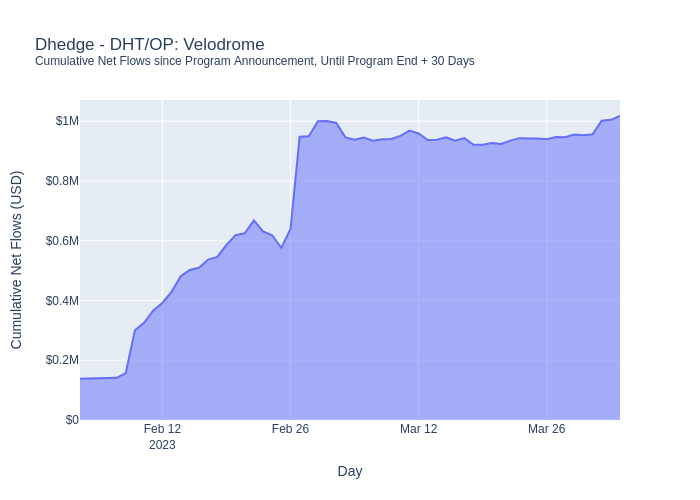 Dhedge - DHT/OP: Velodrome
Cumulative Net Flows since Program Announcement, Until Program End + 30 Days
Cumulative Net Flows (USD)
$1M
$0.8M
$0.6M
$0.4M
$0.2M
$0
Feb 12
2023
Feb 26
Mar 12
Mar 26
Day